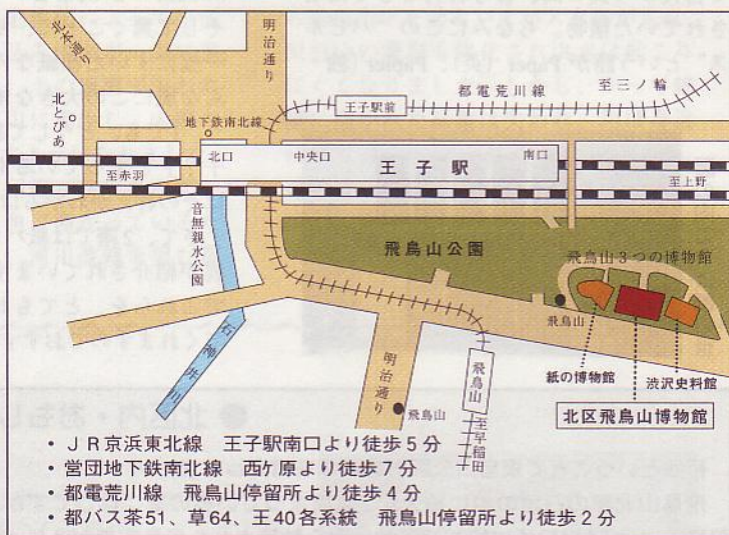 北本通り
明治通り
北とぴあ
地下鉄南北線
王子駅前
都電荒川線
至三ノ輪
北口
中央口
南口
王子駅
至赤羽
至上野
音無親水公園
石神井川
飛鳥山公園
飛鳥山3つの博物館
飛鳥山
紙の博物館
渋沢史料館
北区飛鳥山博物館
明治通り
飛鳥山
飛鳥山
至早稲田
・ＪＲ京浜東北線　王子駅南口より徒歩５分
・営団地下鉄南北線　西ケ原より徒歩７分
・都電荒川線　飛鳥山停留所より徒歩４分
・都バス茶51、草64、王40各系統　飛鳥山停留所より徒歩２分